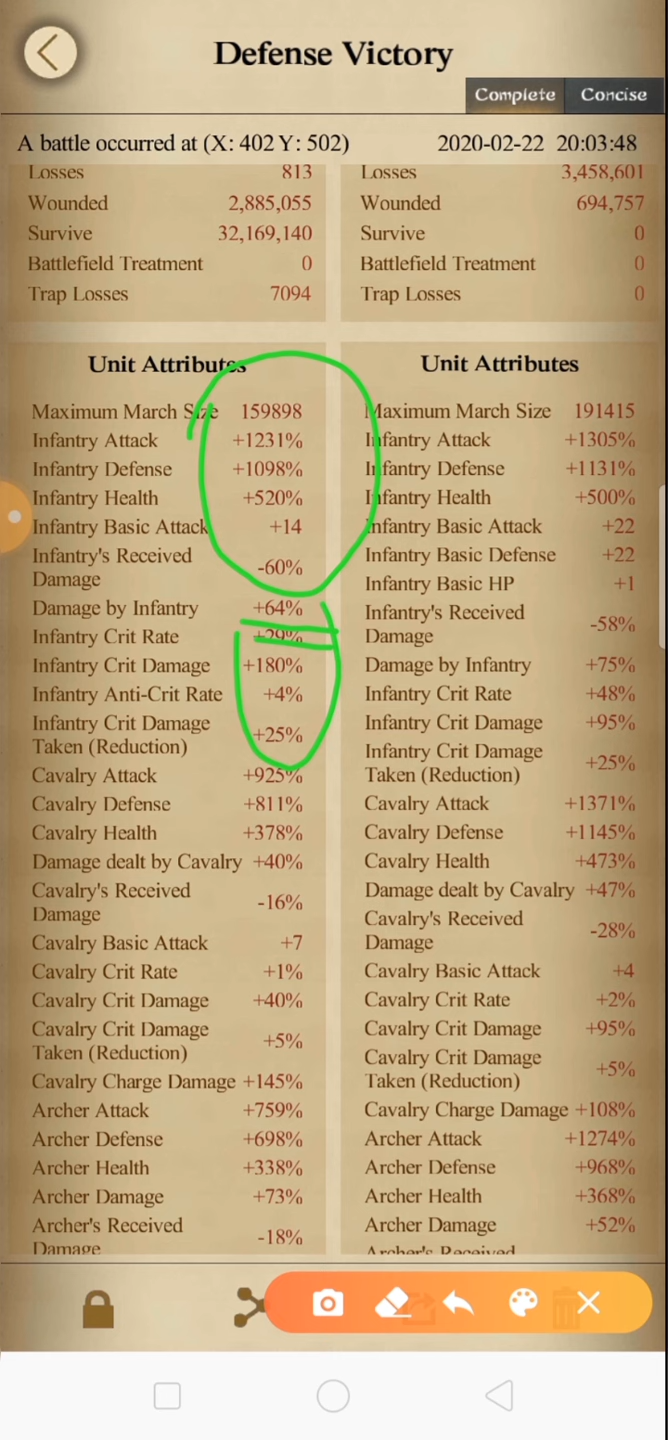 Defense Victory
Complete
Concise
A battle occurred at (X: 402 Y: 502)
2020-02-22 20:03:48
Losses 813
Wounded 2,885,055
Survive 32,169,140
Battlefield Treatment 0
Trap Losses 7094
Losses 3,458,601
Wounded 694,757
Survive 0
Battlefield Treatment 0
Trap Losses 0
Unit Attributes
Maximum March Size 159898
Infantry Attack +1231%
Infantry Defense +1098%
Infantry Health +520%
Infantry Basic Attack +14
Infantry's Received
Damage -60%
Damage by Infantry +64%
Infantry Crit Rate +29%
Infantry Crit Damage +180%
Infantry Anti-Crit Rate +4%
Infantry Crit Damage
Taken (Reduction) +25%
Cavalry Attack +925%
Cavalry Defense +811%
Cavalry Health +378%
Damage dealt by Cavalry +40%
Cavalry's Received
Damage -16%
Cavalry Basic Attack +7
Cavalry Crit Rate +1%
Cavalry Crit Damage +40%
Cavalry Crit Damage
Taken (Reduction) +5%
Cavalry Charge Damage +145%
Archer Attack +759%
Archer Defense +698%
Archer Health +338%
Archer Damage +73%
Archer's Received
Damage -18%
Unit Attributes
Maximum March Size 191415
Infantry Attack +1305%
Infantry Defense +1131%
Infantry Health +500%
Infantry Basic Attack +22
Infantry Basic Defense +22
Infantry Basic HP +1
Infantry's Received
Damage -58%
Damage by Infantry +75%
Infantry Crit Rate +48%
Infantry Crit Damage +95%
Infantry Crit Damage
Taken (Reduction) +25%
Cavalry Attack +1371%
Cavalry Defense +1145%
Cavalry Health +473%
Damage dealt by Cavalry +47%
Cavalry's Received
Damage -28%
Cavalry Basic Attack +4
Cavalry Crit Rate +2%
Cavalry Crit Damage +95%
Cavalry Crit Damage
Taken (Reduction) +5%
Cavalry Charge Damage +108%
Archer Attack +1274%
Archer Defense +968%
Archer Health +368%
Archer Damage +52%
Archer's Received